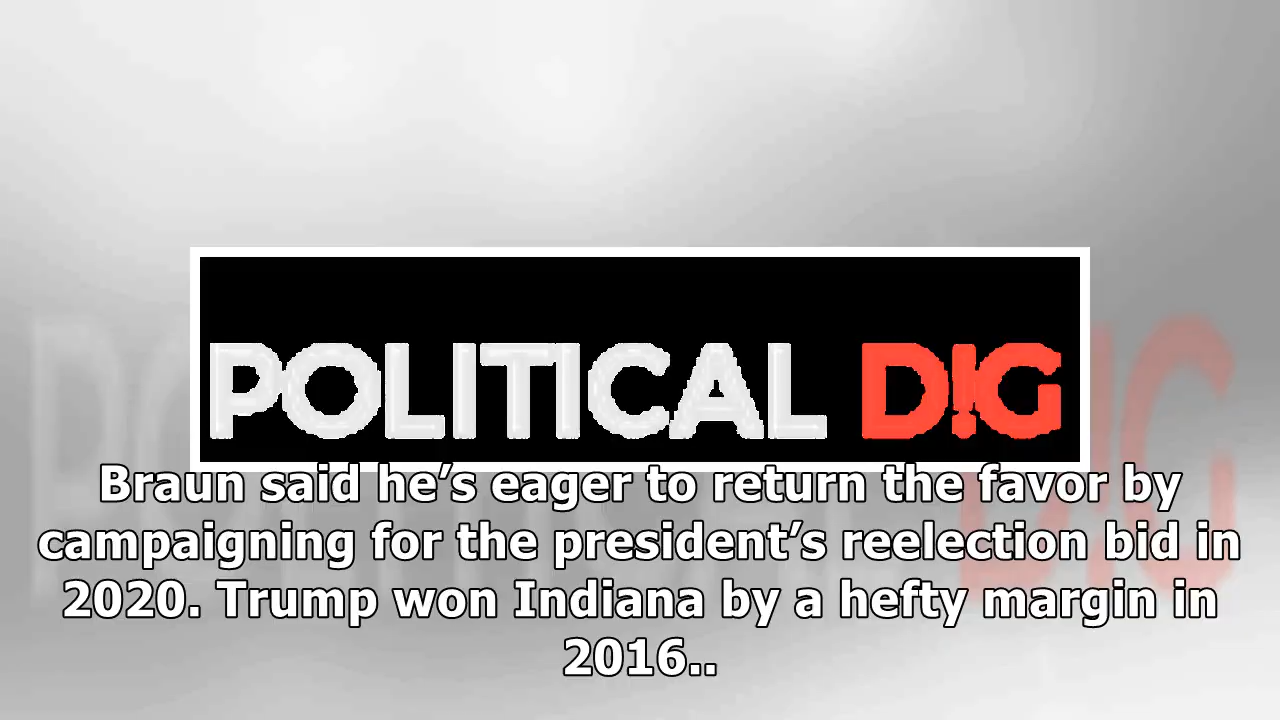 POLITICAL D!G
Braun said he’s eager to return the favor by
campaigning for the president’s reelection bid in
2020. Trump won Indiana by a hefty margin in
2016..